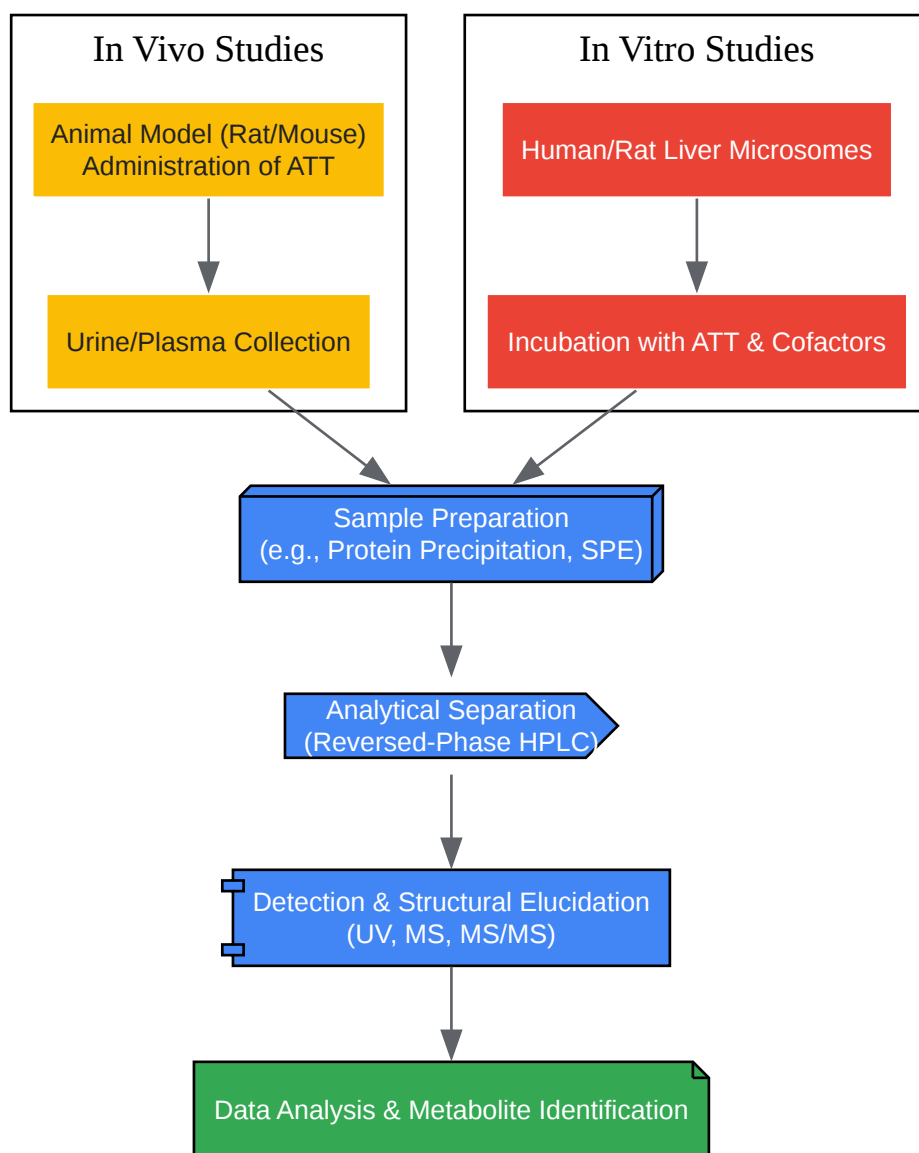 In Vivo Studies
Animal Model (Rat/Mouse)
Administration of ATT
Urine/Plasma Collection
In Vitro Studies
Human/Rat Liver Microsomes
Incubation with ATT & Cofactors
Sample Preparation
(e.g., Protein Precipitation, SPE)
Analytical Separation
(Reversed-Phase HPLC)
Detection & Structural Elucidation
(UV, MS, MS/MS)
Data Analysis & Metabolite Identification